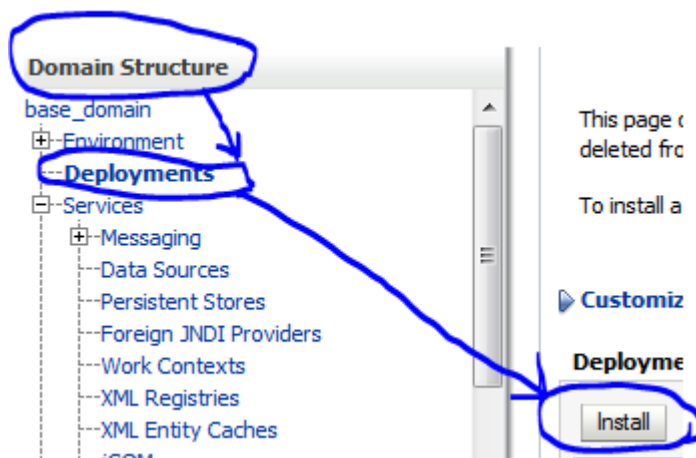 Domain Structure
base_domain
Environment
Deployments
Services
Messaging
Data Sources
Persistent Stores
Foreign JNDI Providers
Work Contexts
XML Registries
XML Entity Caches
This page
deleted
To install a
Customiz
Deployme
Install